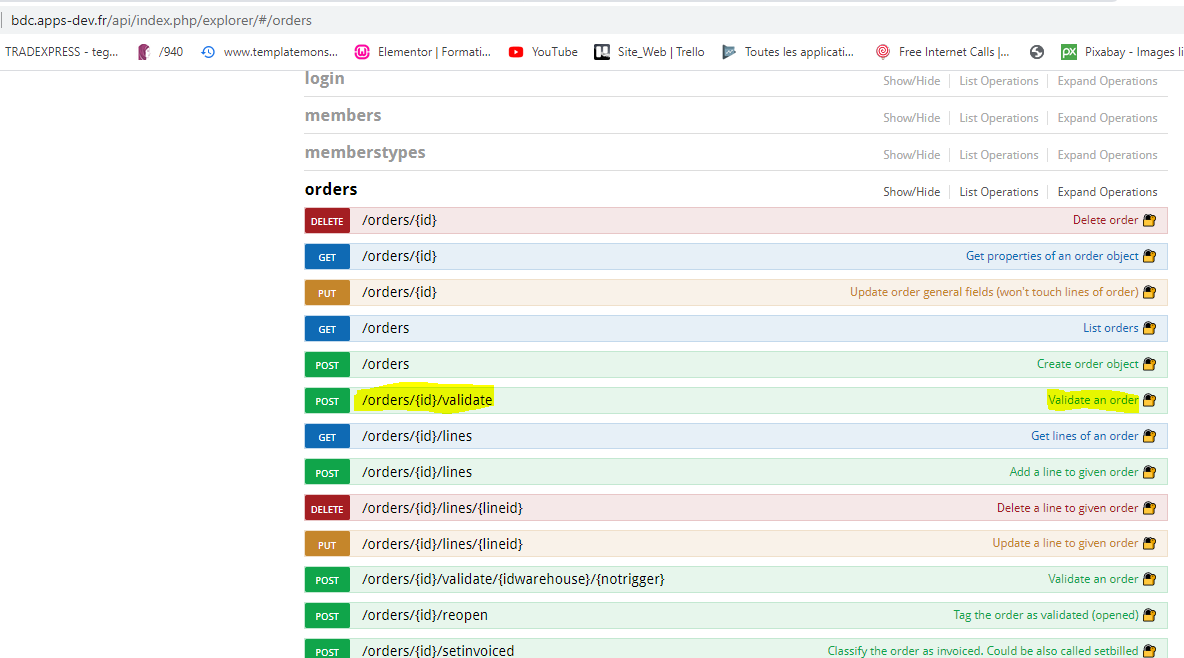 bdc.apps-dev.fr/api/index.php/explorer/#/orders
TRADEXPRESS - teg... /940 www.templatemons... Elementor | Formati... YouTube Site_Web | Trello Toutes les applicati... Free Internet Calls |... Pixabay - Images li
login Show/Hide List Operations Expand Operations
members Show/Hide List Operations Expand Operations
memberstypes Show/Hide List Operations Expand Operations
orders Show/Hide List Operations Expand Operations
DELETE /orders/{id} Delete order
GET /orders/{id} Get properties of an order object
PUT /orders/{id} Update order general fields (won't touch lines of order)
GET /orders List orders
POST /orders Create order object
POST /orders/{id}/validate Validate an order
GET /orders/{id}/lines Get lines of an order
POST /orders/{id}/lines Add a line to given order
DELETE /orders/{id}/lines/{lineid} Delete a line to given order
PUT /orders/{id}/lines/{lineid} Update a line to given order
POST /orders/{id}/validate/{idwarehouse}/{notrigger} Validate an order
POST /orders/{id}/reopen Tag the order as validated (opened)
POST /orders/{id}/setinvoiced Classify the order as invoiced. Could be also called setbilled